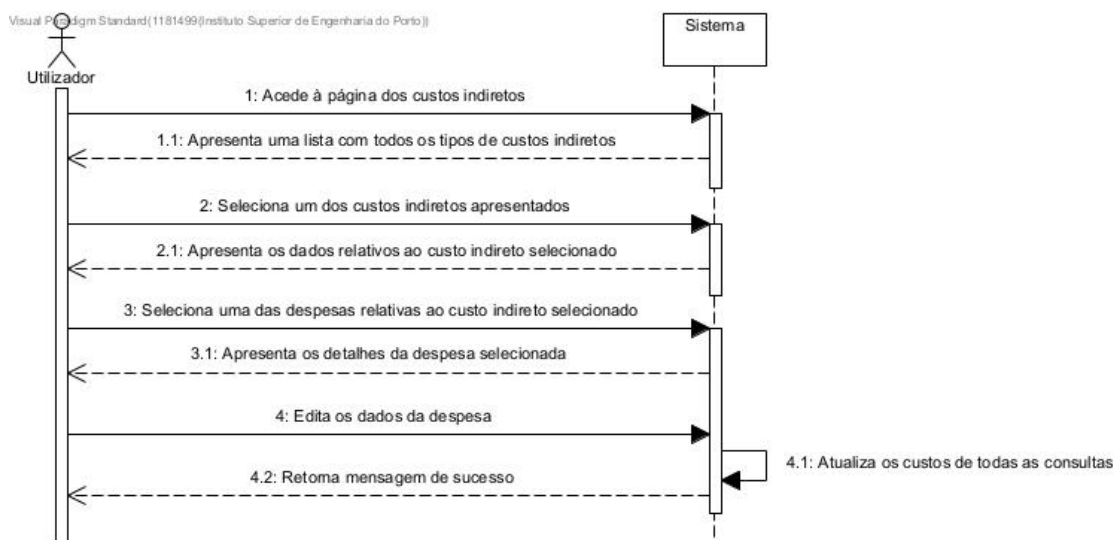 Visual Paradigm Standard(1181499(Instituto Superior de Engenharia do Porto))
Sistema
Utilizador
1: Acede à página dos custos indiretos
1.1: Apresenta uma lista com todos os tipos de custos indiretos
2: Seleciona um dos custos indiretos apresentados
2.1: Apresenta os dados relativos ao custo indireto selecionado
3: Seleciona uma das despesas relativas ao custo indireto selecionado
3.1: Apresenta os detalhes da despesa selecionada
4: Edita os dados da despesa
4.1: Atualiza os custos de todas as consultas
4.2: Retorna mensagem de sucesso